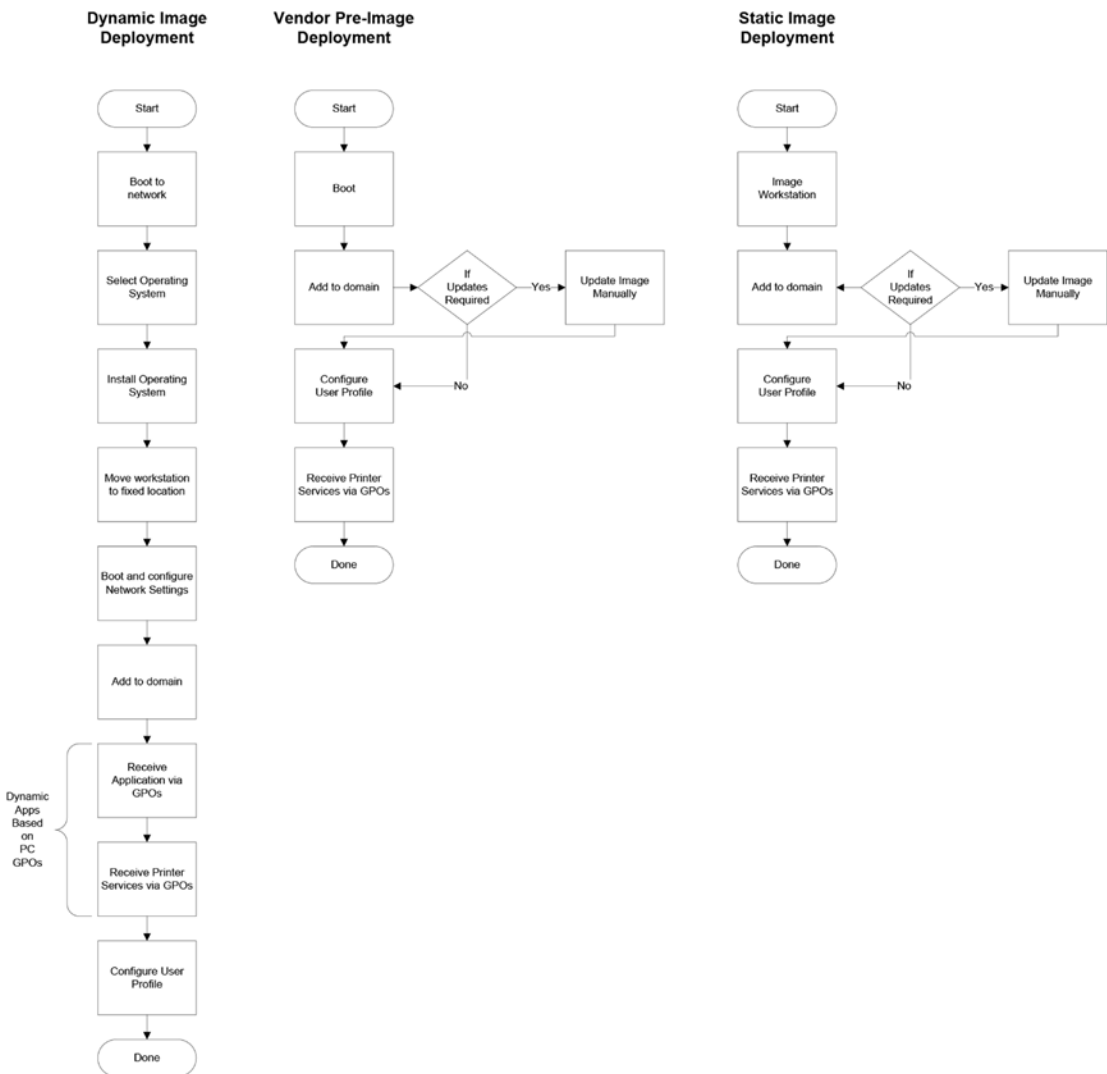 Dynamic Image
Deployment
Start
Boot to
network
Select Operating
System
Install Operating
System
Move workstation
to fixed location
Boot and configure
Network Settings
Add to domain
Dynamic
Apps
Based
on
PC
GPOs
Receive
Application via
GPOs
Receive Printer
Services via GPOs
Configure User
Profile
Done
Vendor Pre-Image
Deployment
Start
Boot
Add to domain
If
Updates
Required
Yes
Update Image
Manually
No
Configure
User Profile
Receive Printer
Services via GPOs
Done
Static Image
Deployment
Start
Image
Workstation
Add to domain
If
Updates
Required
Yes
Update Image
Manually
No
Configure
User Profile
Receive Printer
Services via GPOs
Done